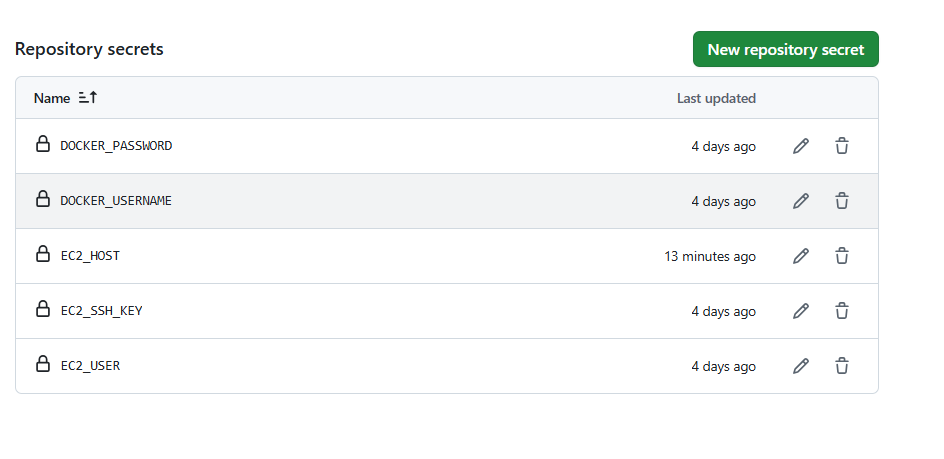 Repository secrets
New repository secret
Name Last updated
DOCKER_PASSWORD 4 days ago
DOCKER_USERNAME 4 days ago
EC2_HOST 13 minutes ago
EC2_SSH_KEY 4 days ago
EC2_USER 4 days ago